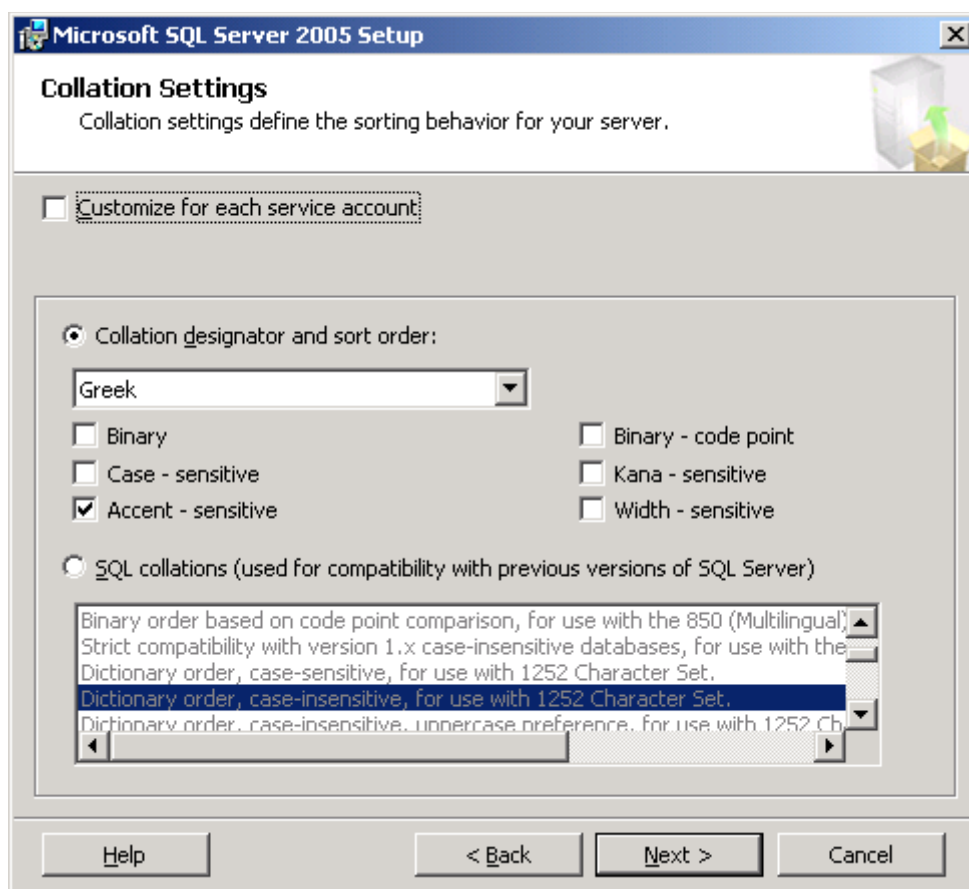 Microsoft SQL Server 2005 Setup
Collation Settings
Collation settings define the sorting behavior for your server.
Customize for each service account
Collation designator and sort order:
Greek
Binary
Binary - code point
Case - sensitive
Kana - sensitive
Accent - sensitive
Width - sensitive
SQL collations (used for compatibility with previous versions of SQL Server)
Binary order based on code point comparison, for use with the 850 (Multilingual)
Strict compatibility with version 1.x case-insensitive databases, for use with the
Dictionary order, case-sensitive, for use with 1252 Character Set.
Dictionary order, case-insensitive, for use with 1252 Character Set.
Dictionary order, case-insensitive, uppercase preference, for use with 1252 Ch
Help
< Back
Next >
Cancel